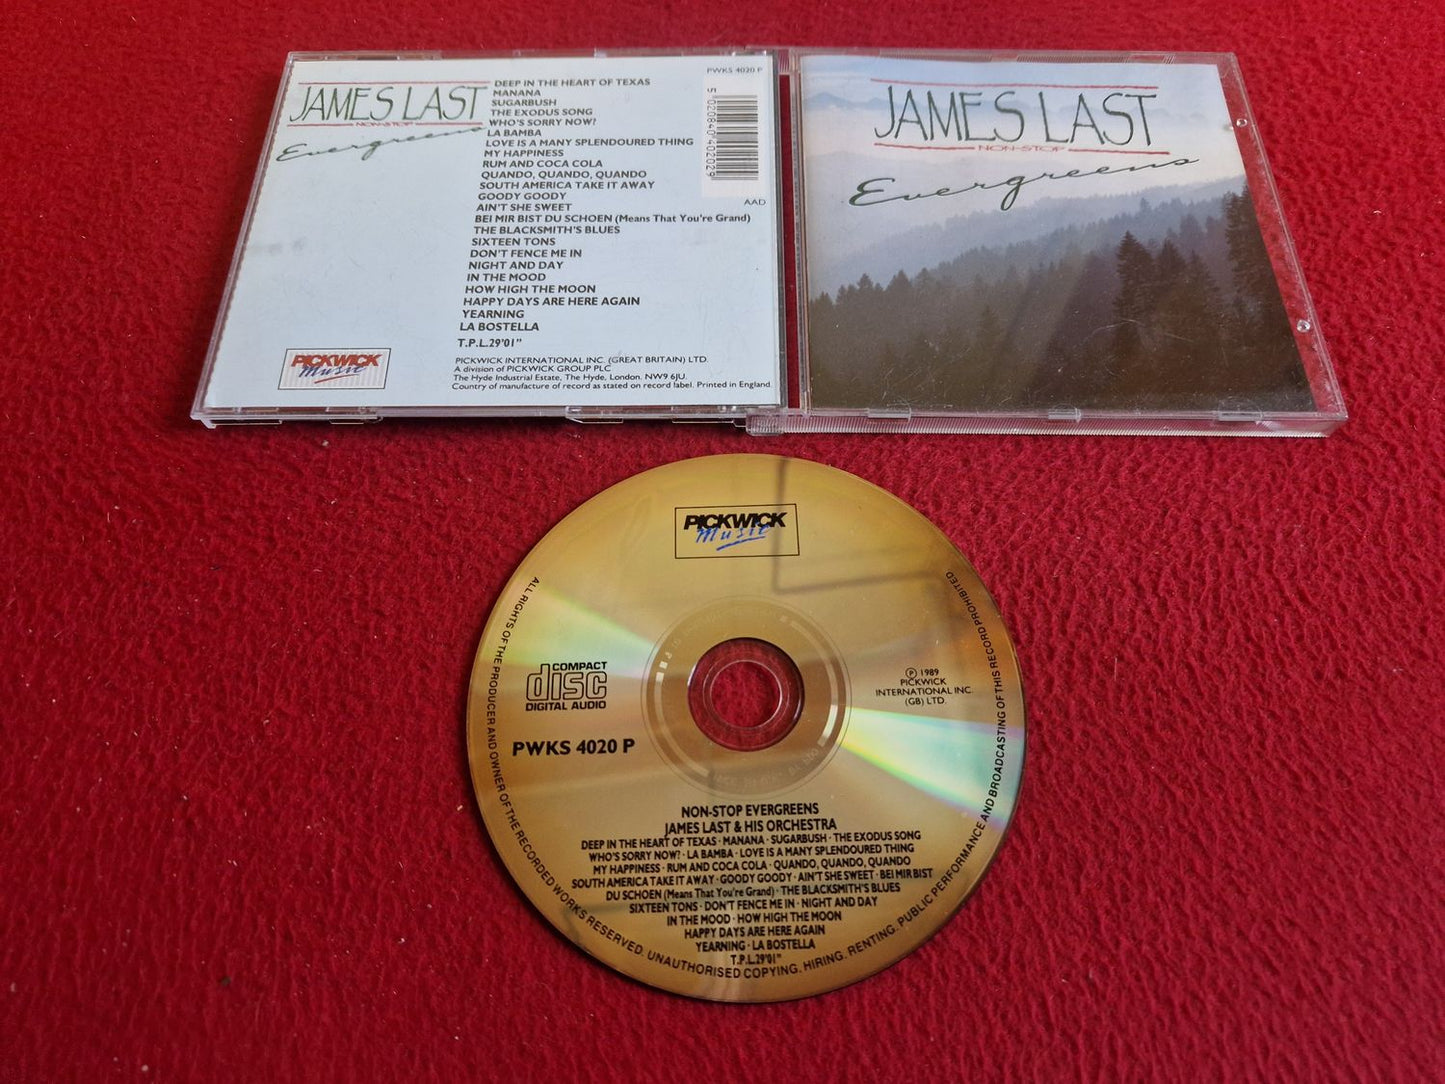 JAMES LAST
NON-STOP
Evergreens
DEEP IN THE HEART OF TEXAS
MANANA
SUGARBUSH
THE EXODUS SONG
WHO'S SORRY NOW?
LA BAMBA
LOVE IS A MANY SPLENDOURED THING
MY HAPPINESS
RUM AND COCA COLA
QUANDO, QUANDO, QUANDO
SOUTH AMERICA TAKE IT AWAY
GOODY GOODY
AIN'T SHE SWEET
BEI MIR BIST DU SCHOEN (Means That You're Grand)
THE BLACKSMITH'S BLUES
SIXTEEN TONS
DON'T FENCE ME IN
NIGHT AND DAY
IN THE MOOD
HOW HIGH THE MOON
HAPPY DAYS ARE HERE AGAIN
YEARNING
LA BOSTELLA
T.P.L.29'01"
PWKS 4020 P
5 020840 402029
AAD
PICKWICK
Music
PICKWICK INTERNATIONAL INC. (GREAT BRITAIN) LTD.
A division of PICKWICK GROUP PLC
The Hyde Industrial Estate, The Hyde, London. NW9 6JU.
Country of manufacture of record as stated on record label. Printed in England.
JAMES LAST
NON-STOP
Evergreens
PICKWICK
Music
ALL RIGHTS OF THE PRODUCER AND OWNER OF THE RECORDED WORKS RESERVED. UNAUTHORISED COPYING. HIRING. RENTING. PUBLIC PERFORMANCE AND BROADCASTING OF THIS RECORD PROHIBITED
COMPACT
disc
DIGITAL AUDIO
PWKS 4020 P
Ⓟ 1989
PICKWICK
INTERNATIONAL INC.
(GB) LTD.
NON-STOP EVERGREENS
JAMES LAST & HIS ORCHESTRA
DEEP IN THE HEART OF TEXAS · MANANA · SUGARBUSH · THE EXODUS SONG
WHO'S SORRY NOW? · LA BAMBA · LOVE IS A MANY SPLENDOURED THING
MY HAPPINESS · RUM AND COCA COLA · QUANDO, QUANDO, QUANDO
SOUTH AMERICA TAKE IT AWAY · GOODY GOODY · AIN'T SHE SWEET · BEI MIR BIST
DU SCHOEN (Means That You're Grand) · THE BLACKSMITH'S BLUES
SIXTEEN TONS · DON'T FENCE ME IN · NIGHT AND DAY
IN THE MOOD · HOW HIGH THE MOON
HAPPY DAYS ARE HERE AGAIN
YEARNING · LA BOSTELLA
T.P.L.29'01"